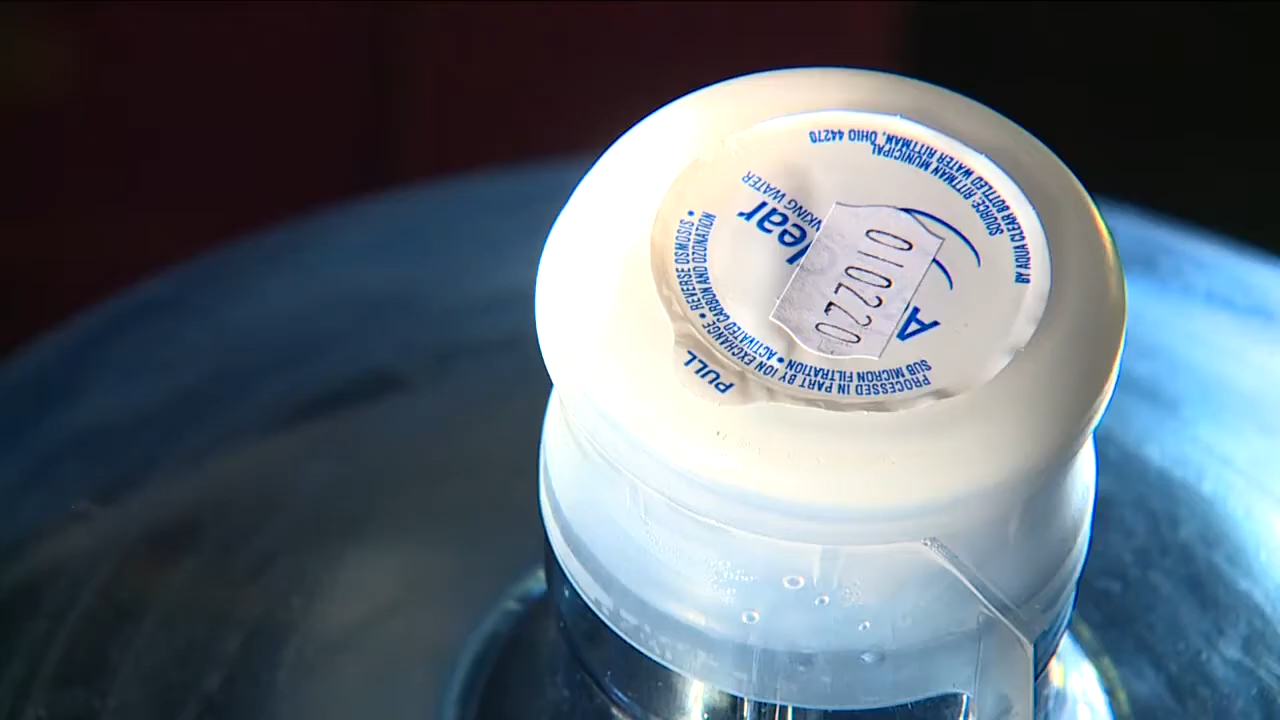 SOURCE: RITTMAN MUNICIPAL
BY AQUA CLEAR BOTTLED WATER RITTMAN, OHIO 44270
A
lear
NKING WATER
010220
PROCESSED IN PART BY ION EXCHANGE • REVERSE OSMOSIS •
SUB MICRON FILTRATION • ACTIVATED CARBON AND OZONATION
PULL